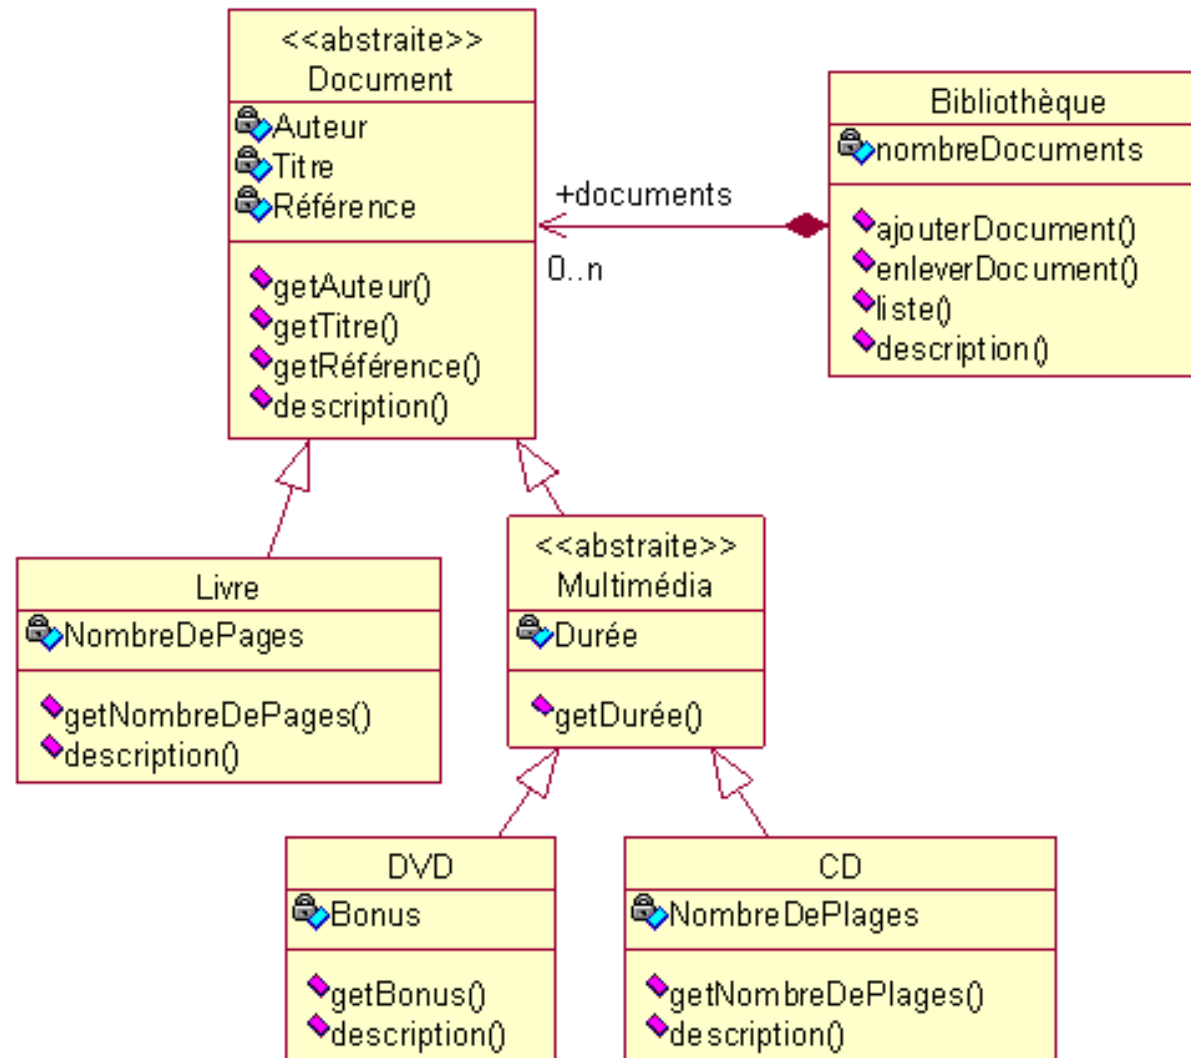 <<abstraite>>
Document
Auteur
Titre
Référence
getAuteur()
getTitre()
getRéférence()
description()
+documents
0..n
Bibliothèque
nombreDocuments
ajouterDocument()
enleverDocument()
liste()
description()
Livre
NombreDePages
getNombreDePages()
description()
<<abstraite>>
Multimédia
Durée
getDurée()
DVD
Bonus
getBonus()
description()
CD
NombreDePlages
getNombreDePlages()
description()